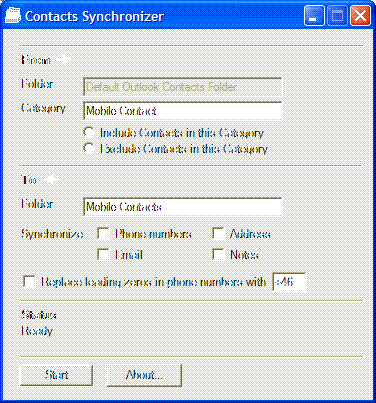 Contacts Synchronizer
From
Folder Default Outlook Contacts Folder
Category Mobile Contact
Include Contacts in this Category
Exclude Contacts in this Category
To
Folder Mobile Contacts
Synchronize Phone numbers Address
Email Notes
Replace leading zeros in phone numbers with +46
Status
Ready
Start About...